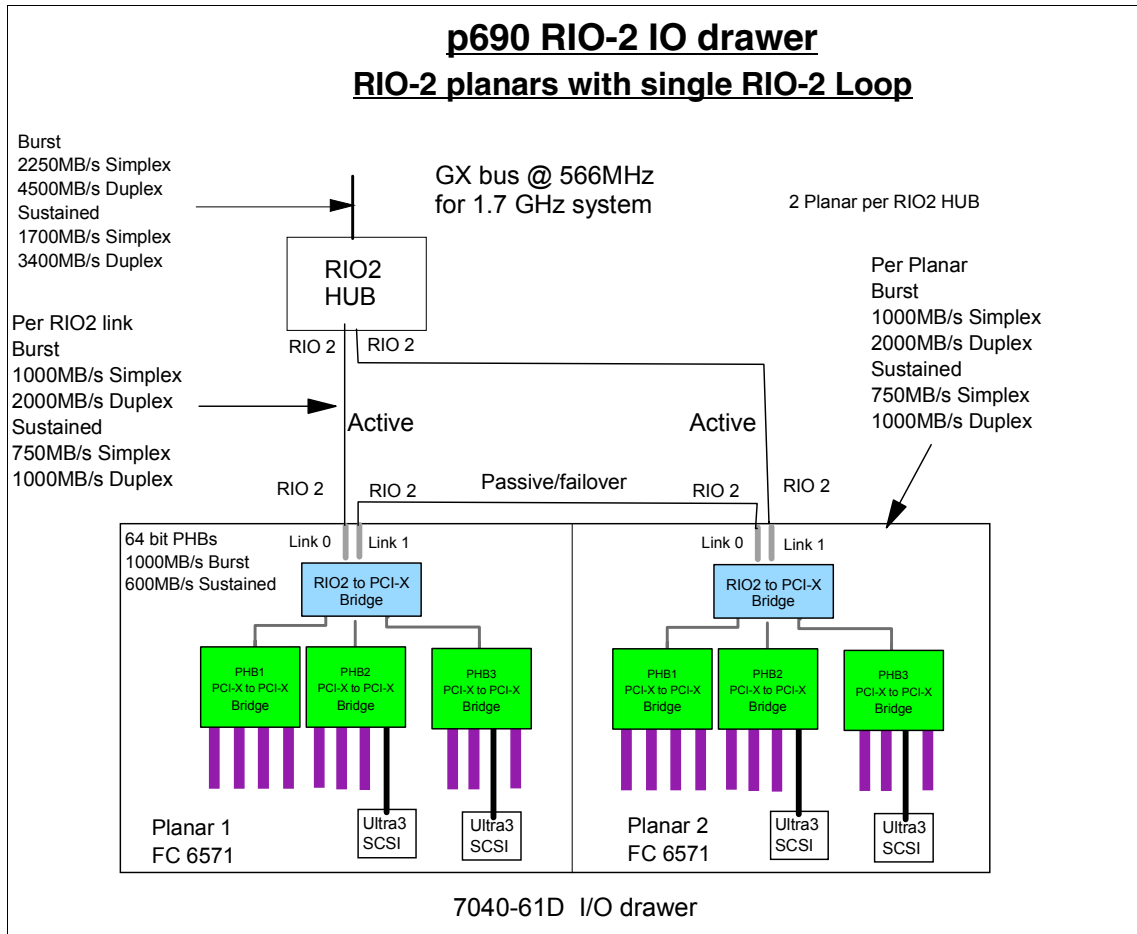 p690 RIO-2 IO drawer
RIO-2 planars with single RIO-2 Loop
Burst
2250MB/s Simplex
4500MB/s Duplex
Sustained
1700MB/s Simplex
3400MB/s Duplex
GX bus @ 566MHz
for 1.7 GHz system
2 Planar per RIO2 HUB
RIO2
HUB
Per Planar
Burst
1000MB/s Simplex
2000MB/s Duplex
Sustained
750MB/s Simplex
1000MB/s Duplex
Per RIO2 link
Burst
1000MB/s Simplex
2000MB/s Duplex
Sustained
750MB/s Simplex
1000MB/s Duplex
RIO 2
RIO 2
Active
Active
Passive/failover
RIO 2
RIO 2
RIO 2
RIO 2
64 bit PHBs
1000MB/s Burst
600MB/s Sustained
Link 0
Link 1
RIO2 to PCI-X
Bridge
PHB1
PCI-X to PCI-X
Bridge
PHB2
PCI-X to PCI-X
Bridge
PHB3
PCI-X to PCI-X
Bridge
Planar 1
FC 6571
Ultra3
SCSI
Ultra3
SCSI
Link 0
Link 1
RIO2 to PCI-X
Bridge
PHB1
PCI-X to PCI-X
Bridge
PHB2
PCI-X to PCI-X
Bridge
PHB3
PCI-X to PCI-X
Bridge
Planar 2
FC 6571
Ultra3
SCSI
Ultra3
SCSI
7040-61D I/O drawer